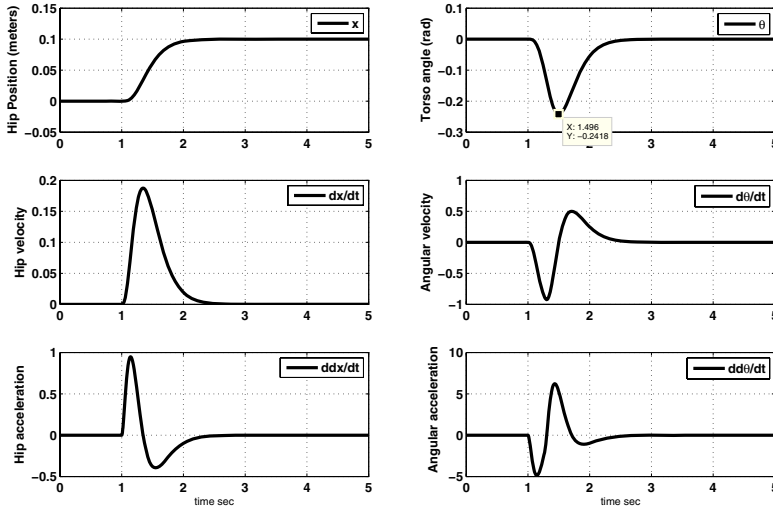 Hip Position (meters)
0.15
0.1
0.05
0
−0.05
0 1 2 3 4 5
x
Torso angle (rad)
0.1
0
−0.1
−0.2
−0.3
0 1 2 3 4 5
θ
X: 1.496
Y: −0.2418
Hip velocity
0.2
0.15
0.1
0.05
0
0 1 2 3 4 5
dx/dt
Angular velocity
1
0.5
0
−0.5
−1
0 1 2 3 4 5
dθ/dt
Hip acceleration
1
0.5
0
−0.5
0 1 2 3 4 5
time sec
ddx/dt
Angular acceleration
10
5
0
−5
0 1 2 3 4 5
time sec
ddθ/dt